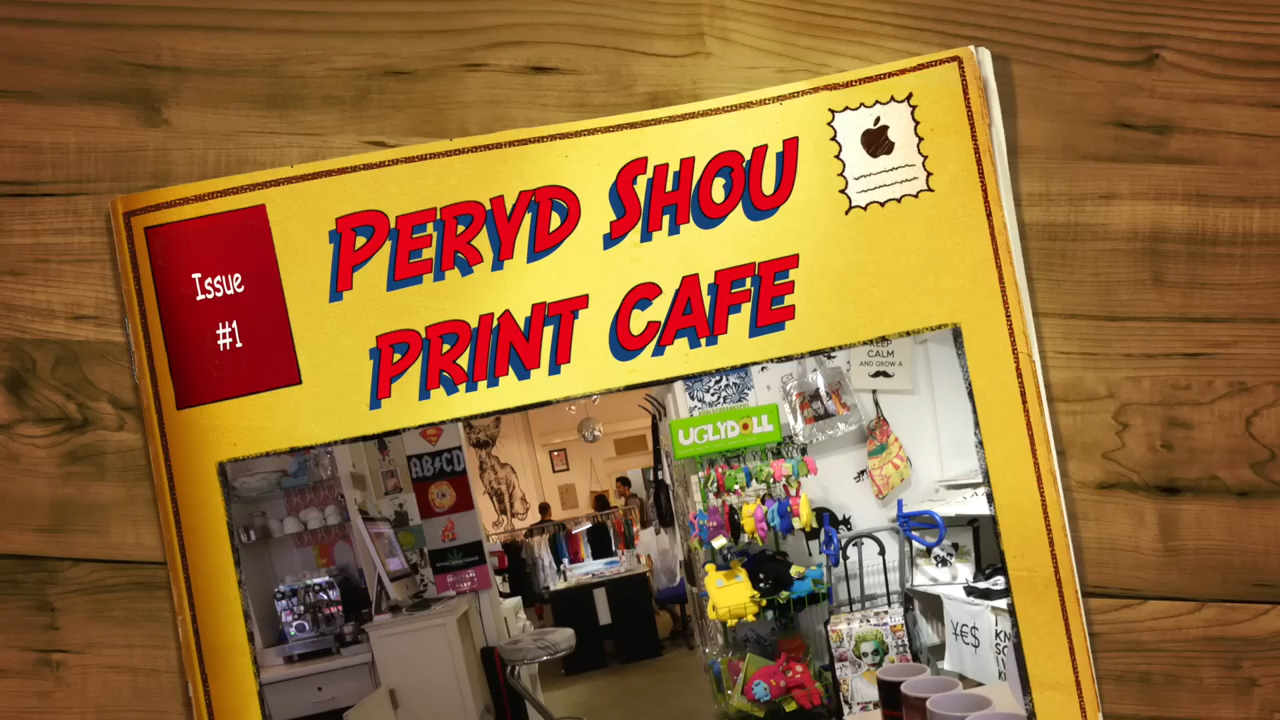 Issue
#1
PERYD SHOU
PRINT CAFE
KEEP
CALM
AND GROW A
UGLYDOLL
AB/CD
¥€$